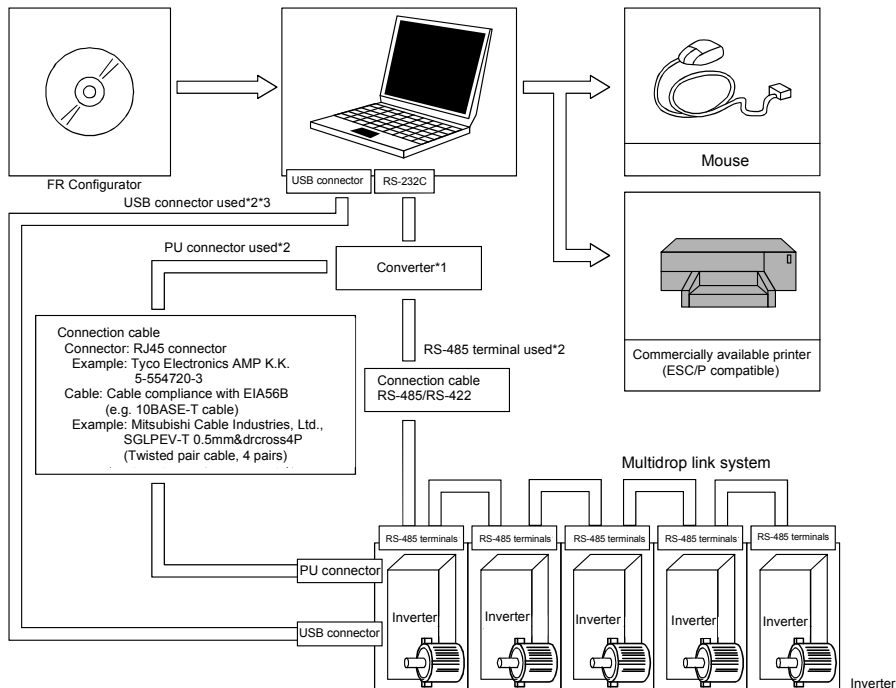 FR Configurator
USB connector
RS-232C
Mouse
USB connector used*2*3
PU connector used*2
Converter*1
Commercially available printer
(ESC/P compatible)
Connection cable
Connector: RJ45 connector
Example: Tyco Electronics AMP K.K.
5-554720-3
Cable: Cable compliance with EIA56B
(e.g. 10BASE-T cable)
Example: Mitsubishi Cable Industries, Ltd.,
SGLPEV-T 0.5mm&drcross4P
(Twisted pair cable, 4 pairs)
RS-485 terminal used*2
Connection cable
RS-485/RS-422
Multidrop link system
RS-485 terminals
RS-485 terminals
RS-485 terminals
RS-485 terminals
RS-485 terminals
PU connector
USB connector
Inverter
Inverter
Inverter
Inverter
Inverter
Inverter